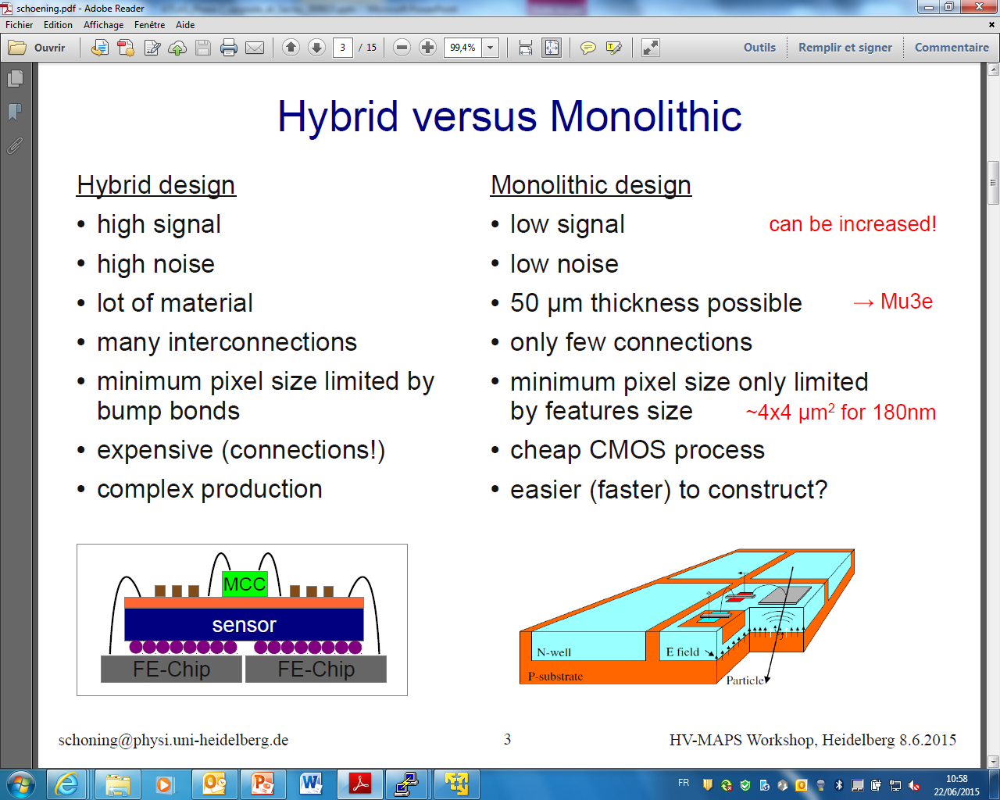 schoening.pdf - Adobe Reader
Fichier Edition Affichage Fenêtre Aide
Ouvrir 3 / 15 99,4% Outils Remplir et signer Commentaire
Hybrid versus Monolithic
Hybrid design
• high signal
• high noise
• lot of material
• many interconnections
• minimum pixel size limited by
bump bonds
• expensive (connections!)
• complex production
Monolithic design
• low signal can be increased!
• low noise
• 50 µm thickness possible → Mu3e
• only few connections
• minimum pixel size only limited
by features size ~4x4 µm² for 180nm
• cheap CMOS process
• easier (faster) to construct?
MCC
sensor
FE-Chip FE-Chip
N-well E field
P-substrate
Particle
schoning@physi.uni-heidelberg.de 3 HV-MAPS Workshop, Heidelberg 8.6.2015
FR 10:58
22/06/2015